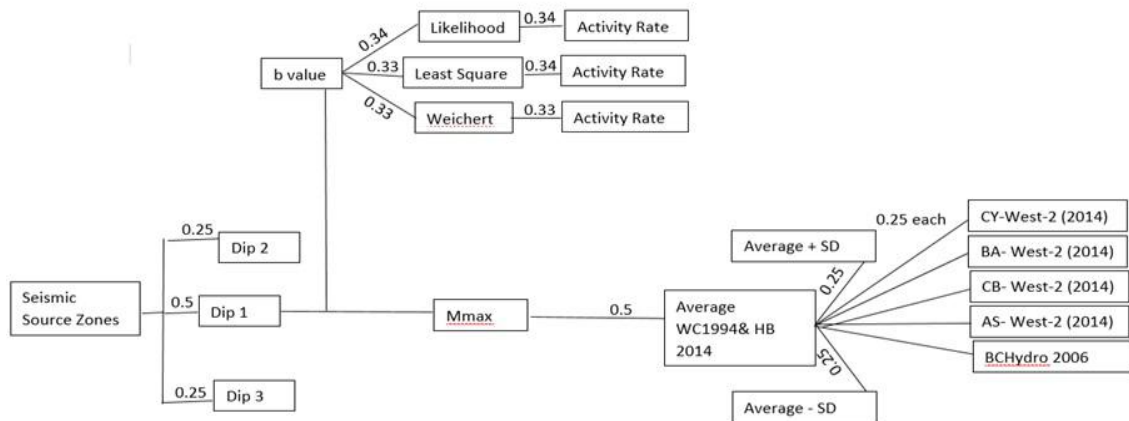 0.34
Likelihood
0.34
Activity Rate
b value
0.33
Least Square
0.34
Activity Rate
0.33
Weichert
0.33
Activity Rate
0.25
Dip 2
Seismic
Source Zones
0.5
Dip 1
0.25
Dip 3
Mmax
0.5
Average + SD
0.25
Average
WC1994& HB
2014
0.25
Average - SD
0.25 each
CY-West-2 (2014)
BA- West-2 (2014)
CB- West-2 (2014)
AS- West-2 (2014)
BCHydro 2006